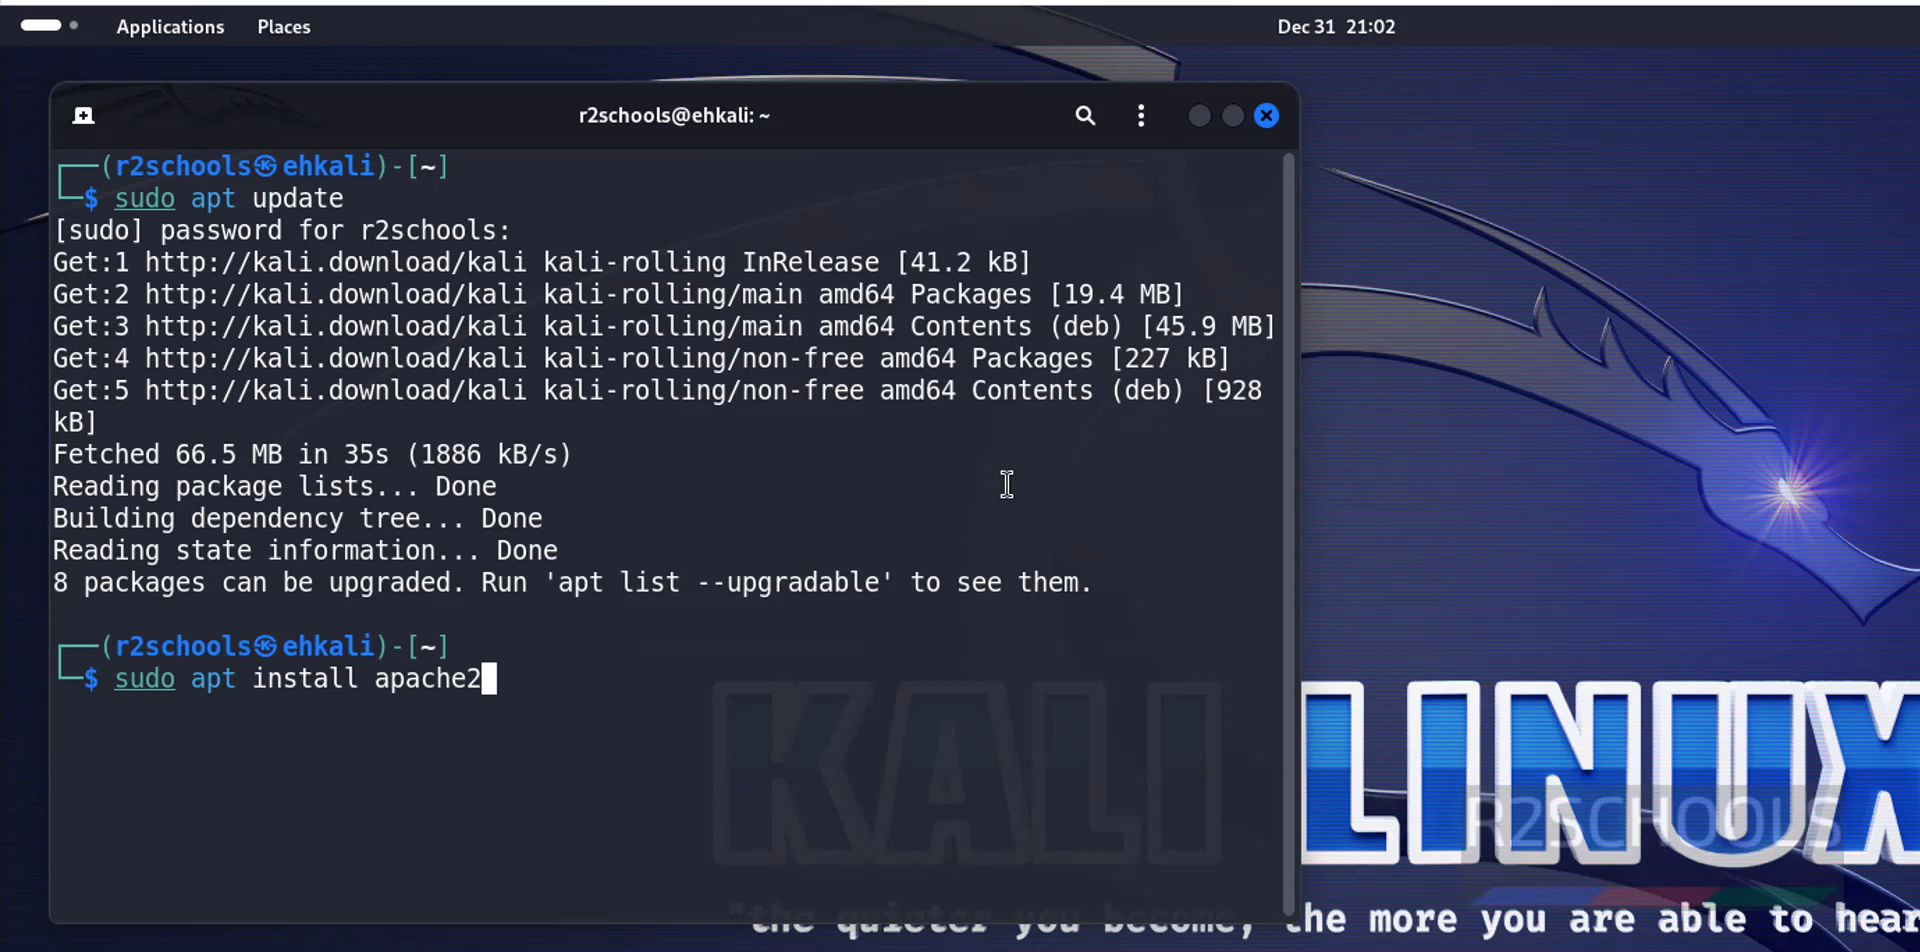 Applications Places Dec 31 21:02
r2schools@ehkali: ~
(r2schools㉿ehkali)-[~]
$ sudo apt update
[sudo] password for r2schools:
Get:1 http://kali.download/kali kali-rolling InRelease [41.2 kB]
Get:2 http://kali.download/kali kali-rolling/main amd64 Packages [19.4 MB]
Get:3 http://kali.download/kali kali-rolling/main amd64 Contents (deb) [45.9 MB]
Get:4 http://kali.download/kali kali-rolling/non-free amd64 Packages [227 kB]
Get:5 http://kali.download/kali kali-rolling/non-free amd64 Contents (deb) [928
kB]
Fetched 66.5 MB in 35s (1886 kB/s)
Reading package lists... Done
Building dependency tree... Done
Reading state information... Done
8 packages can be upgraded. Run 'apt list --upgradable' to see them.
(r2schools㉿ehkali)-[~]
$ sudo apt install apache2
KALI LINUX
R2SCHOOLS
"the quieter you become, the more you are able to hear